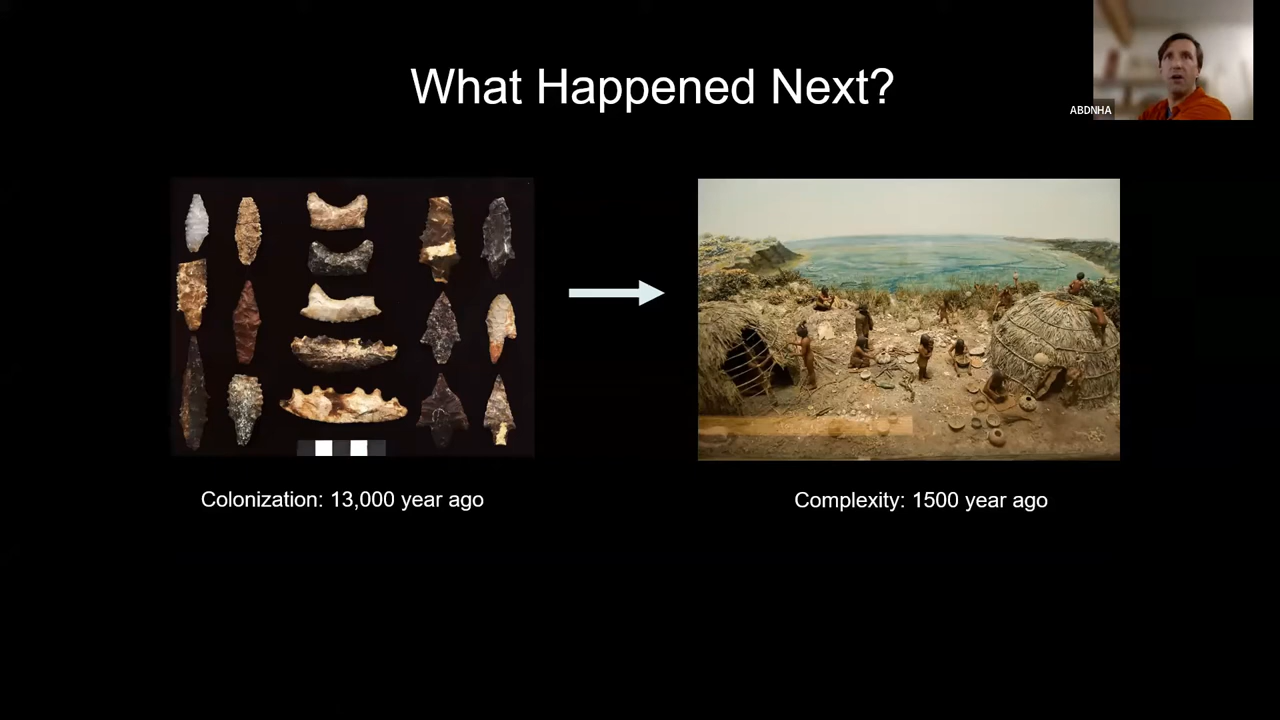 What Happened Next?
ABDNHA
Colonization: 13,000 year ago
Complexity: 1500 year ago